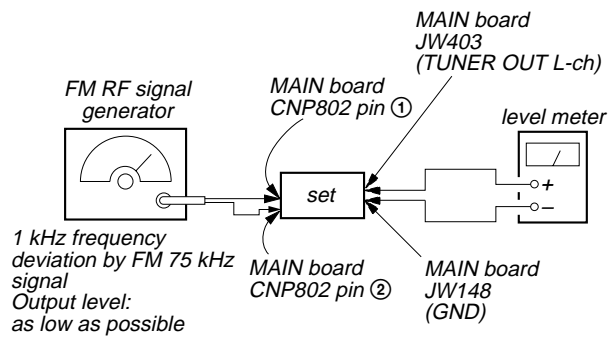 MAIN board
JW403
(TUNER OUT L-ch)
FM RF signal
generator
MAIN board
CNP802 pin ①
level meter
set
+
–
1 kHz frequency
deviation by FM 75 kHz
signal
Output level:
as low as possible
MAIN board
CNP802 pin ②
MAIN board
JW148
(GND)